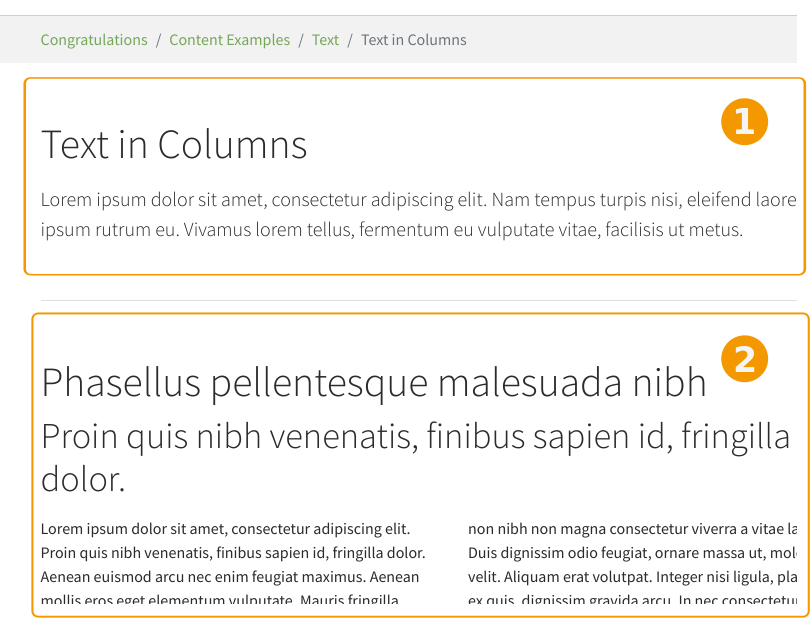 Congratulations / Content Examples / Text / Text in Columns
1
Text in Columns
Lorem ipsum dolor sit amet, consectetur adipiscing elit. Nam tempus turpis nisi, eleifend laore
ipsum rutrum eu. Vivamus lorem tellus, fermentum eu vulputate vitae, facilisis ut metus.
2
Phasellus pellentesque malesuada nibh
Proin quis nibh venenatis, finibus sapien id, fringilla
dolor.
Lorem ipsum dolor sit amet, consectetur adipiscing elit.
Proin quis nibh venenatis, finibus sapien id, fringilla dolor.
Aenean euismod arcu nec enim feugiat maximus. Aenean
mollis eros eget elementum vulputate. Mauris fringilla
non nibh non magna consectetur viverra a vitae la
Duis dignissim odio feugiat, ornare massa ut, mol
velit. Aliquam erat volutpat. Integer nisi ligula, pla
ex quis, dignissim gravida arcu. In nec consectetu